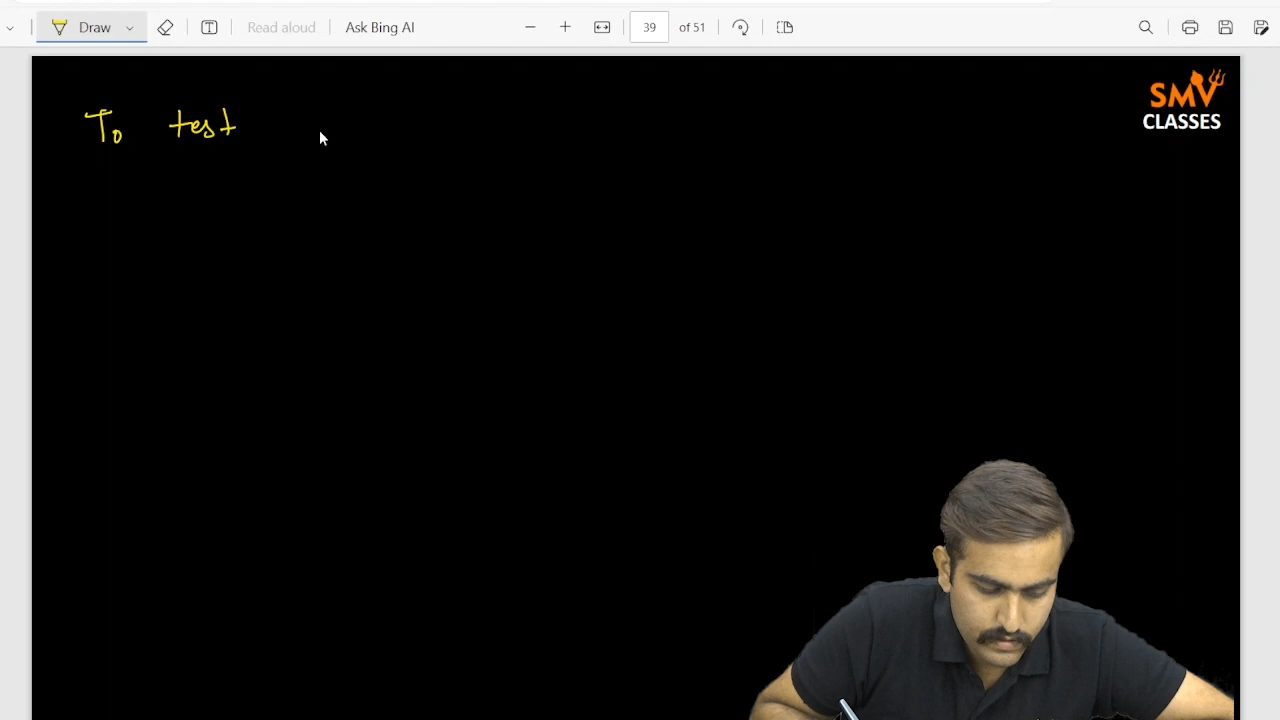 Draw
Read aloud
Ask Bing AI
39 of 51
SMV
CLASSES
To test